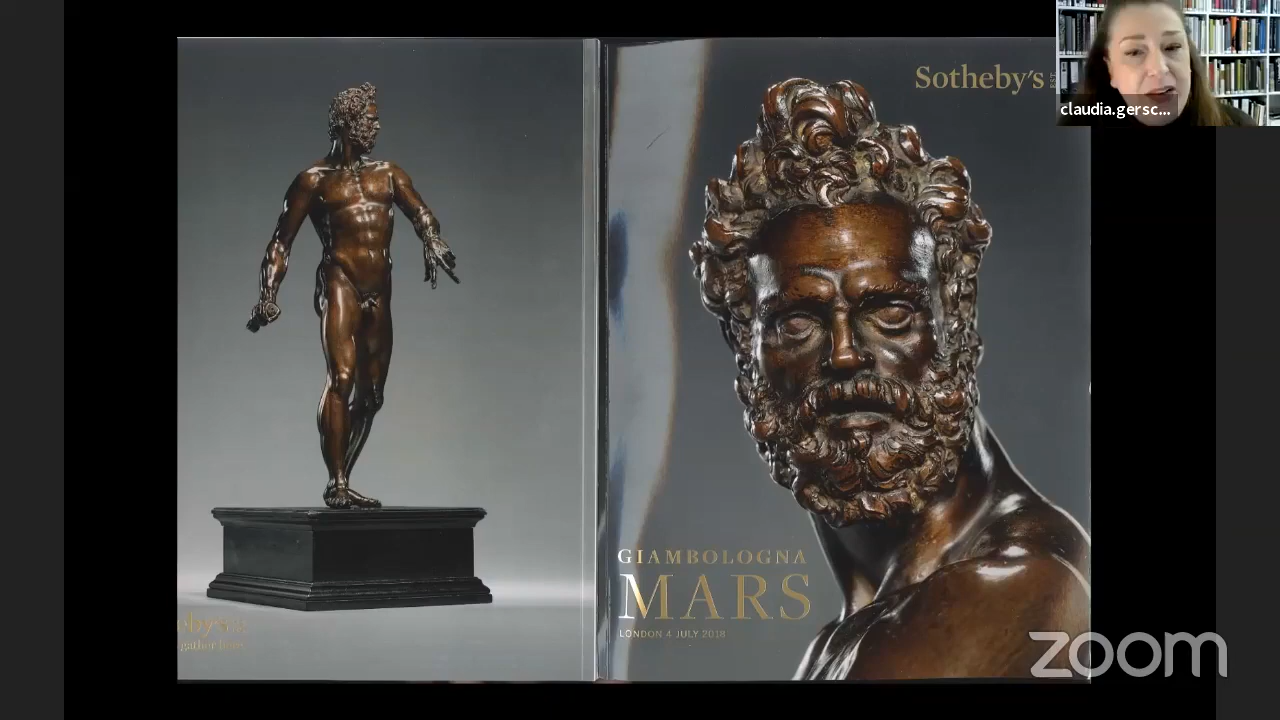 Sotheby's
claudia.gersc...
GIAMBOLOGNA
MARS
LONDON 4 JULY 2018
zoom